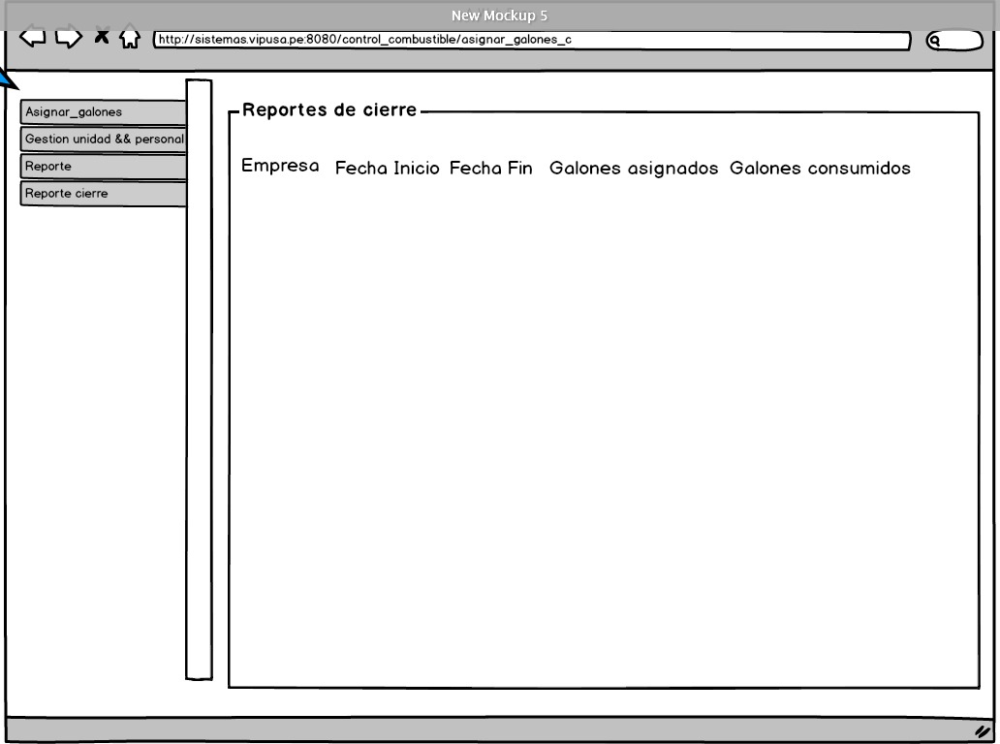 New Mockup 5
http://sistemas.vipusa.pe:8080/control_combustible/asignar_galones_c
Asignar_galones
Gestion unidad && personal
Reporte
Reporte cierre
Reportes de cierre
Empresa Fecha Inicio Fecha Fin Galones asignados Galones consumidos